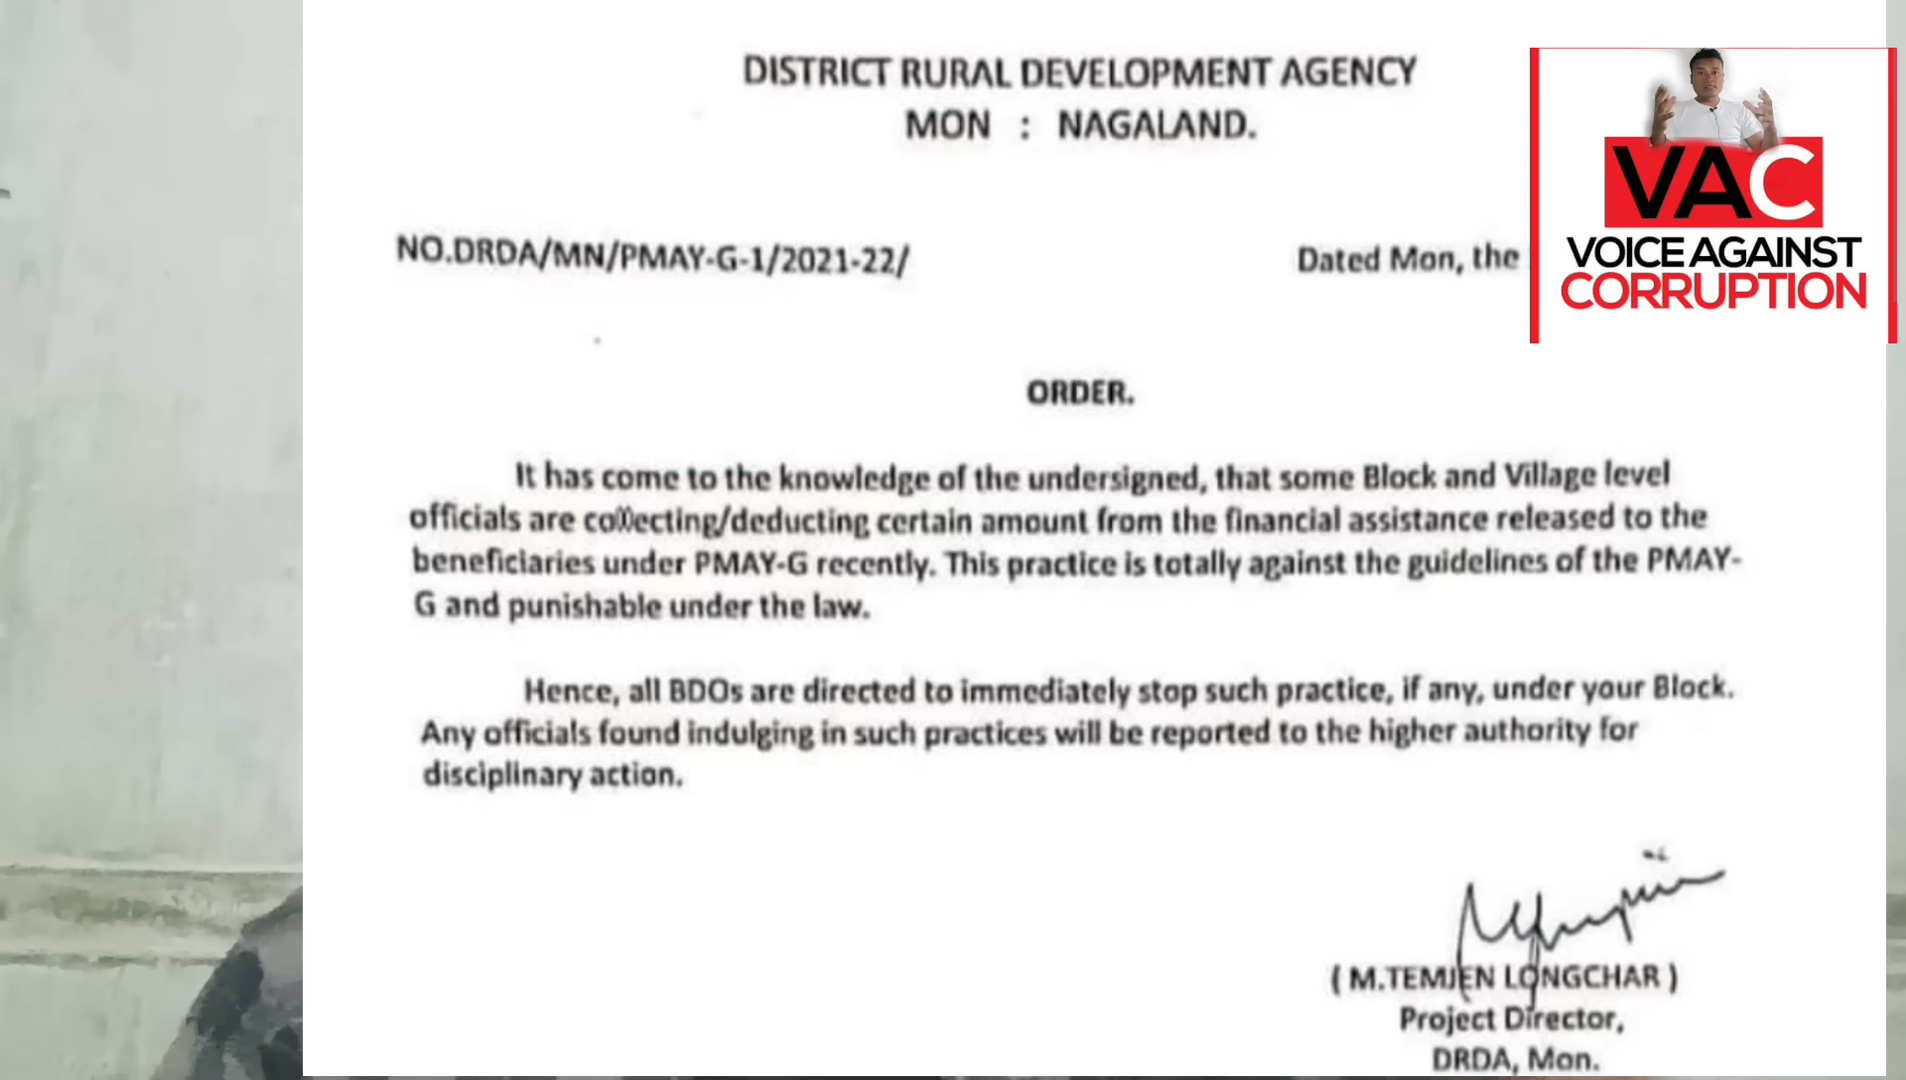 DISTRICT RURAL DEVELOPMENT AGENCY
MON : NAGALAND.
NO.DRDA/MN/PMAY-G-1/2021-22/
Dated Mon, the
VAC
VOICE AGAINST
CORRUPTION
ORDER.
It has come to the knowledge of the undersigned, that some Block and Village level
officials are collecting/deducting certain amount from the financial assistance released to the
beneficiaries under PMAY-G recently. This practice is totally against the guidelines of the PMAY-
G and punishable under the law.
Hence, all BDOs are directed to immediately stop such practice, if any, under your Block.
Any officials found indulging in such practices will be reported to the higher authority for
disciplinary action.
( M.TEMJEN LONGCHAR )
Project Director,
DRDA, Mon.